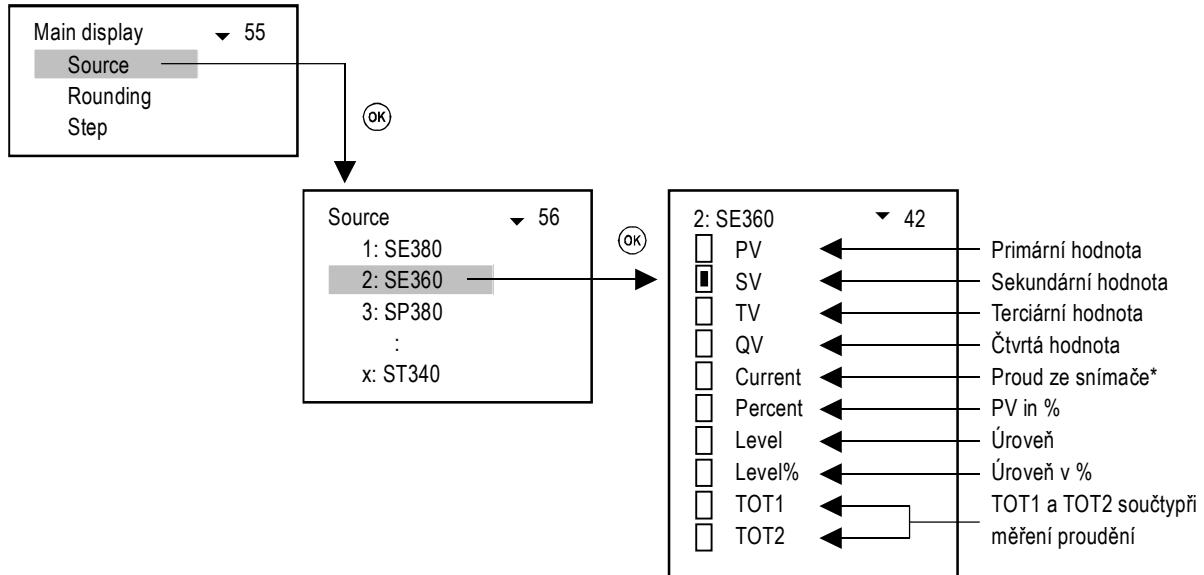 Main display 55
Source
Rounding
Step
OK
Source 56
1: SE380
2: SE360
3: SP380
:
x: ST340
OK
2: SE360 42
PV Primární hodnota
SV Sekundární hodnota
TV Terciární hodnota
QV Čtvrtá hodnota
Current Proud ze snímače*
Percent PV in %
Level Úroveň
Level% Úroveň v %
TOT1 TOT1 a TOT2 součtypři
TOT2 měření proudění